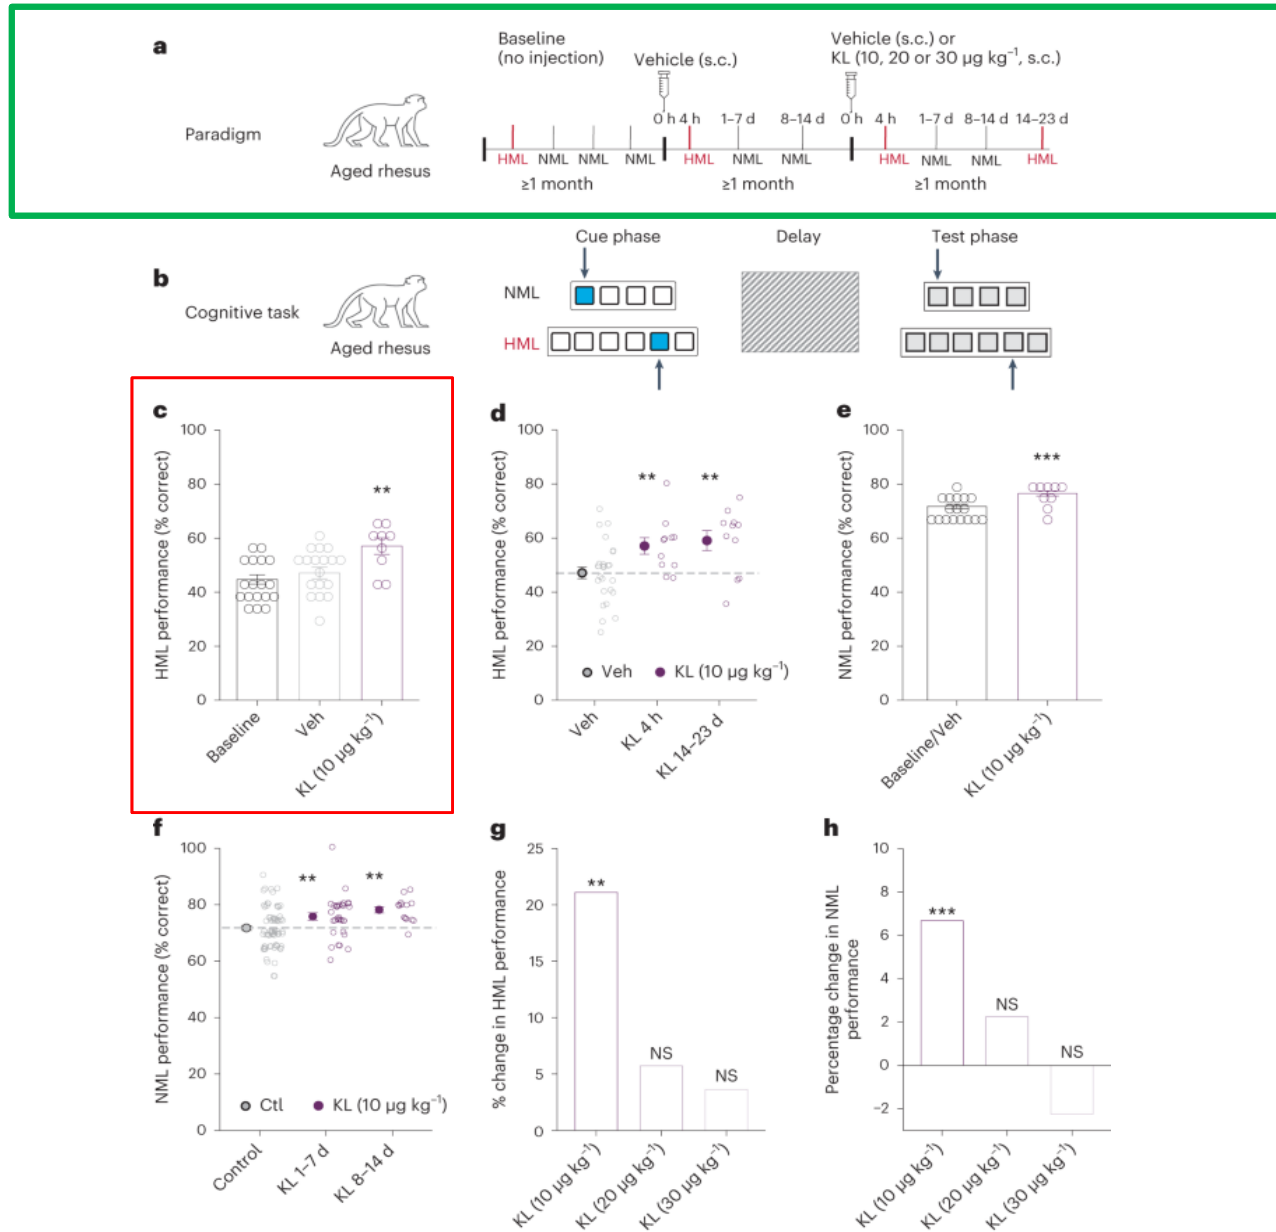 a
Paradigm
Aged rhesus
Baseline
(no injection)
Vehicle (s.c.)
Vehicle (s.c.) or
KL (10, 20 or 30 µg kg⁻¹, s.c.)
0 h 4 h 1–7 d 8–14 d 0 h 4 h 1–7 d 8–14 d 14–23 d
HML NML NML NML HML NML NML HML NML NML HML
≥1 month ≥1 month ≥1 month
b
Cognitive task
Aged rhesus
Cue phase Delay Test phase
NML
HML
c
HML performance (% correct)
100
80
60
40
20
0
**
Baseline
Veh
KL (10 µg kg⁻¹)
d
HML performance (% correct)
100
80
60
40
20
0
** **
Veh KL (10 µg kg⁻¹)
Veh
KL 4 h
KL 14–23 d
e
NML performance (% correct)
100
80
60
40
20
0
***
Baseline/Veh
KL (10 µg kg⁻¹)
f
NML performance (% correct)
100
80
60
40
20
0
** **
Ctl KL (10 µg kg⁻¹)
Control
KL 1–7 d
KL 8–14 d
g
% change in HML performance
25
20
15
10
5
0
**
NS
NS
KL (10 µg kg⁻¹)
KL (20 µg kg⁻¹)
KL (30 µg kg⁻¹)
h
Percentage change in NML
performance
10
8
6
4
2
0
–2
***
NS
NS
KL (10 µg kg⁻¹)
KL (20 µg kg⁻¹)
KL (30 µg kg⁻¹)